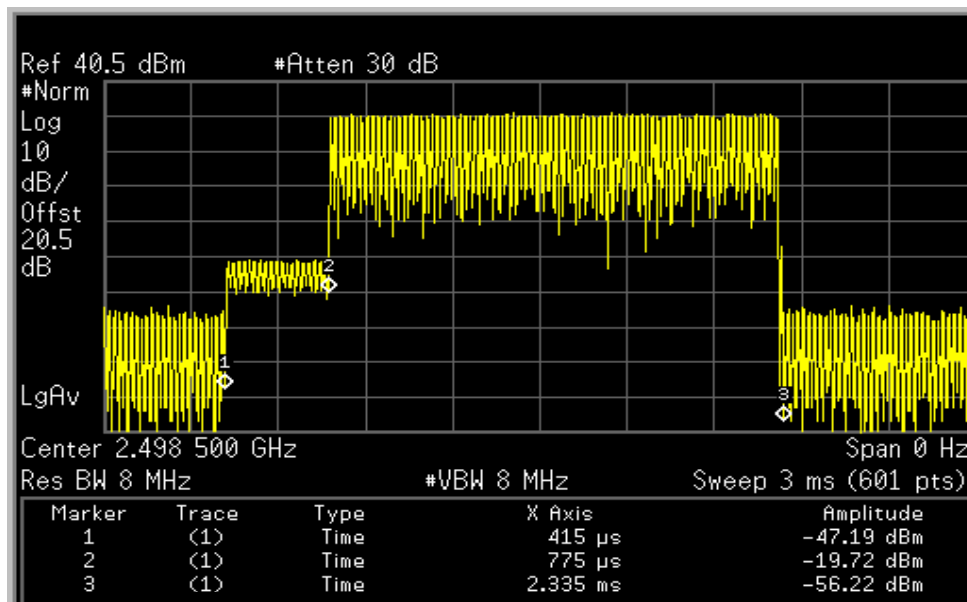 Ref 40.5 dBm #Atten 30 dB
#Norm
Log
10
dB/
Offst
20.5
dB
2
1
LgAv
3
Center 2.498 500 GHz Span 0 Hz
Res BW 8 MHz #VBW 8 MHz Sweep 3 ms (601 pts)
Marker Trace Type X Axis Amplitude
1 (1) Time 415 µs -47.19 dBm
2 (1) Time 775 µs -19.72 dBm
3 (1) Time 2.335 ms -56.22 dBm